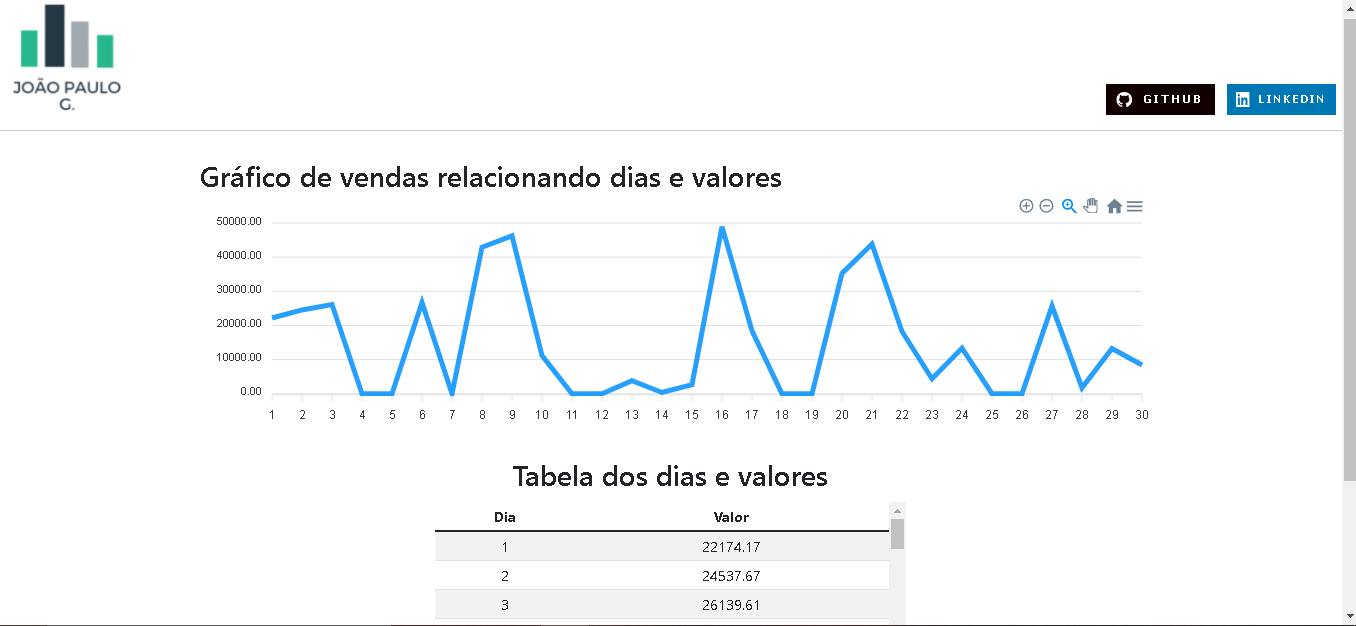 JOÃO PAULO
G.
GITHUB
LINKEDIN
Gráfico de vendas relacionando dias e valores
50000.00
40000.00
30000.00
20000.00
10000.00
0.00
1 2 3 4 5 6 7 8 9 10 11 12 13 14 15 16 17 18 19 20 21 22 23 24 25 26 27 28 29 30
Tabela dos dias e valores
Dia Valor
1 22174.17
2 24537.67
3 26139.61